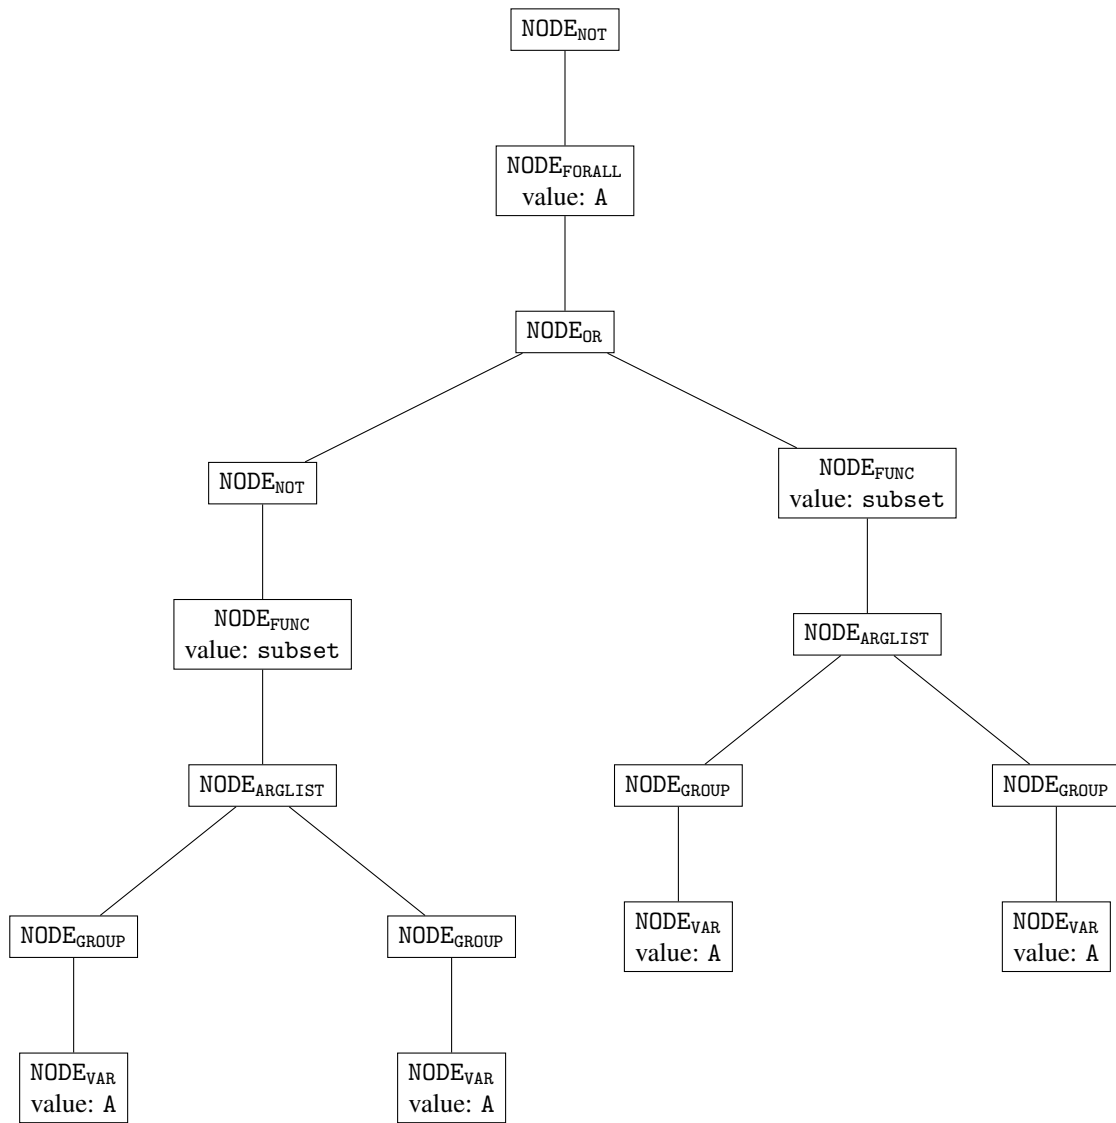 NODE_NOT
NODE_FORALL
value: A
NODE_OR
NODE_NOT
NODE_FUNC
value: subset
NODE_FUNC
value: subset
NODE_ARGLIST
NODE_ARGLIST
NODE_GROUP
NODE_GROUP
NODE_GROUP
NODE_GROUP
NODE_VAR
value: A
NODE_VAR
value: A
NODE_VAR
value: A
NODE_VAR
value: A